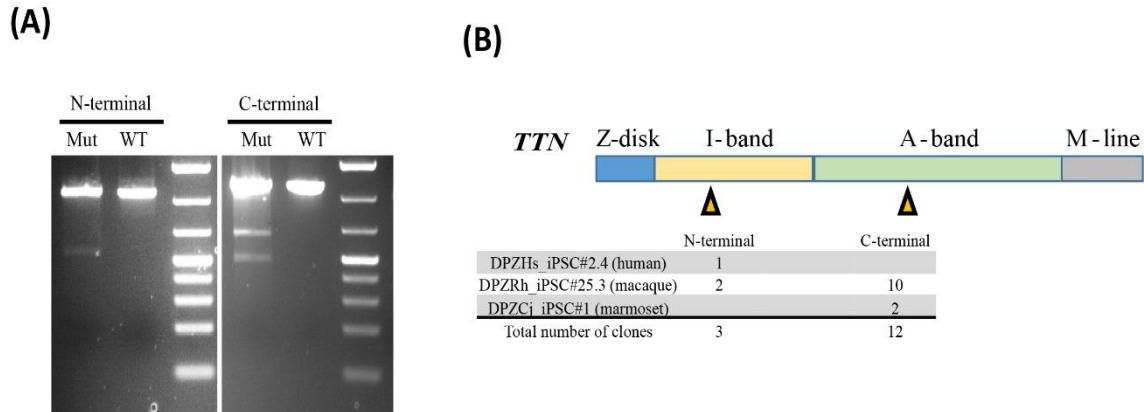 (A)
N-terminal C-terminal
Mut WT Mut WT
(B)
TTN Z-disk I-band A-band M-line
N-terminal C-terminal
DPZHs_iPSC#2.4 (human) 1
DPZRh_iPSC#25.3 (macaque) 2 10
DPZCj_iPSC#1 (marmoset) 2
Total number of clones 3 12